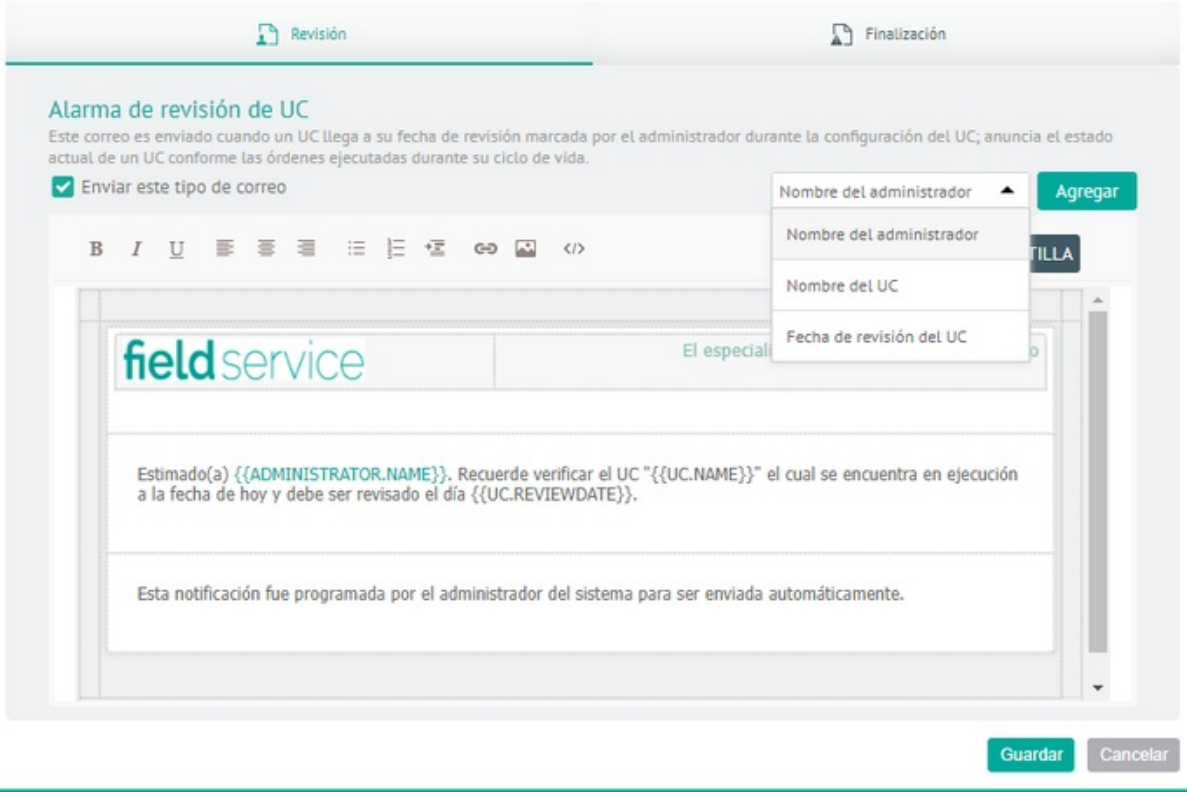 Revisión
Finalización
Alarma de revisión de UC
Este correo es enviado cuando un UC llega a su fecha de revisión marcada por el administrador durante la configuración del UC; anuncia el estado
actual de un UC conforme las órdenes ejecutadas durante su ciclo de vida.
Enviar este tipo de correo
Nombre del administrador
Agregar
Nombre del administrador
Nombre del UC
Fecha de revisión del UC
B I U
TILLA
fieldservice
El especiali
o
Estimado(a) {{ADMINISTRATOR.NAME}}. Recuerde verificar el UC "{{UC.NAME}}" el cual se encuentra en ejecución
a la fecha de hoy y debe ser revisado el día {{UC.REVIEWDATE}}.
Esta notificación fue programada por el administrador del sistema para ser enviada automáticamente.
Guardar
Cancelar